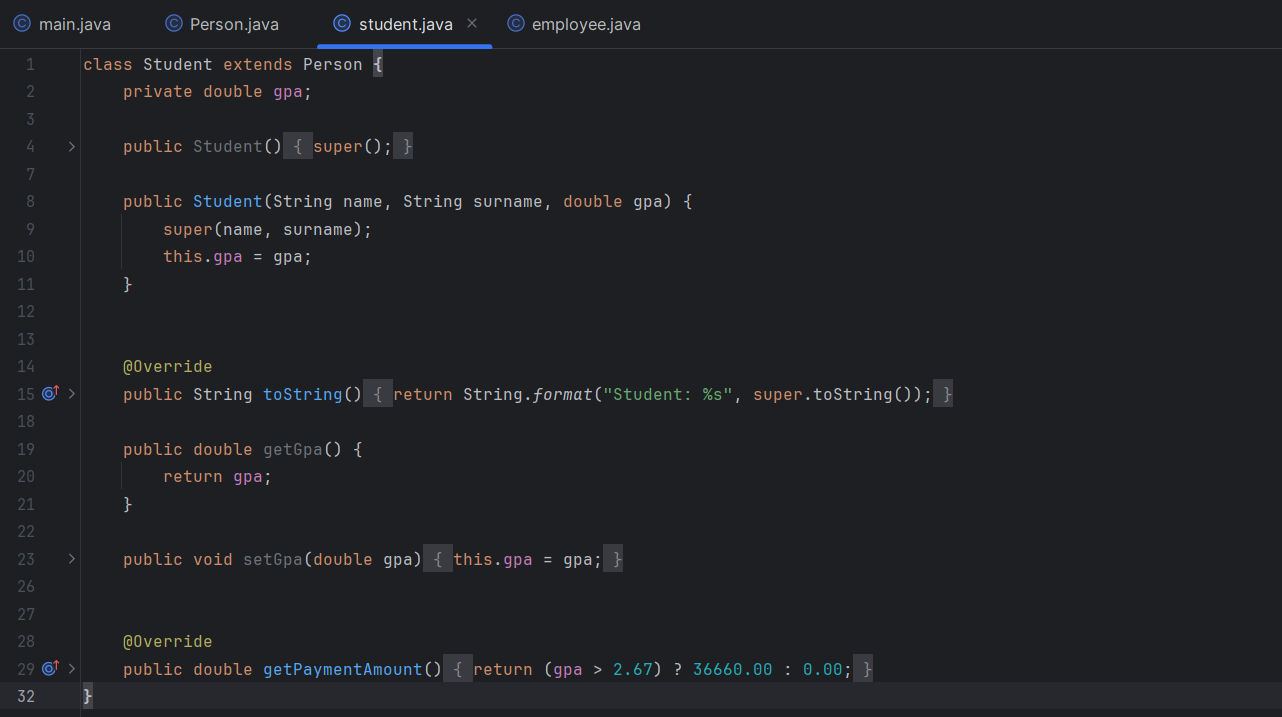 main.java Person.java student.java employee.java
1 class Student extends Person {
2     private double gpa;
3
4     public Student() { super(); }
7
8     public Student(String name, String surname, double gpa) {
9         super(name, surname);
10         this.gpa = gpa;
11     }
12
13
14     @Override
15     public String toString() { return String.format("Student: %s", super.toString()); }
18
19     public double getGpa() {
20         return gpa;
21     }
22
23     public void setGpa(double gpa) { this.gpa = gpa; }
26
27
28     @Override
29     public double getPaymentAmount() { return (gpa > 2.67) ? 36660.00 : 0.00; }
32 }